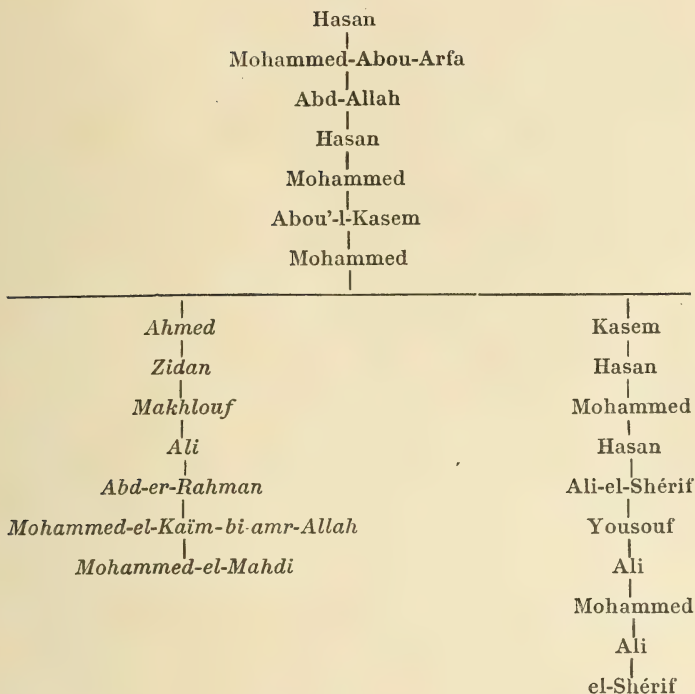 Hasan
Mohammed-Abou-Arfa
Abd-Allah
Hasan
Mohammed
Abou'-l-Kasem
Mohammed
Ahmed
Zidan
Makhlouf
Ali
Abd-er-Rahman
Mohammed-el-Kaïm-bi-amr-Allah
Mohammed-el-Mahdi
Kasem
Hasan
Mohammed
Hasan
Ali-el-Shérif
Yousouf
Ali
Mohammed
Ali
el-Shérif